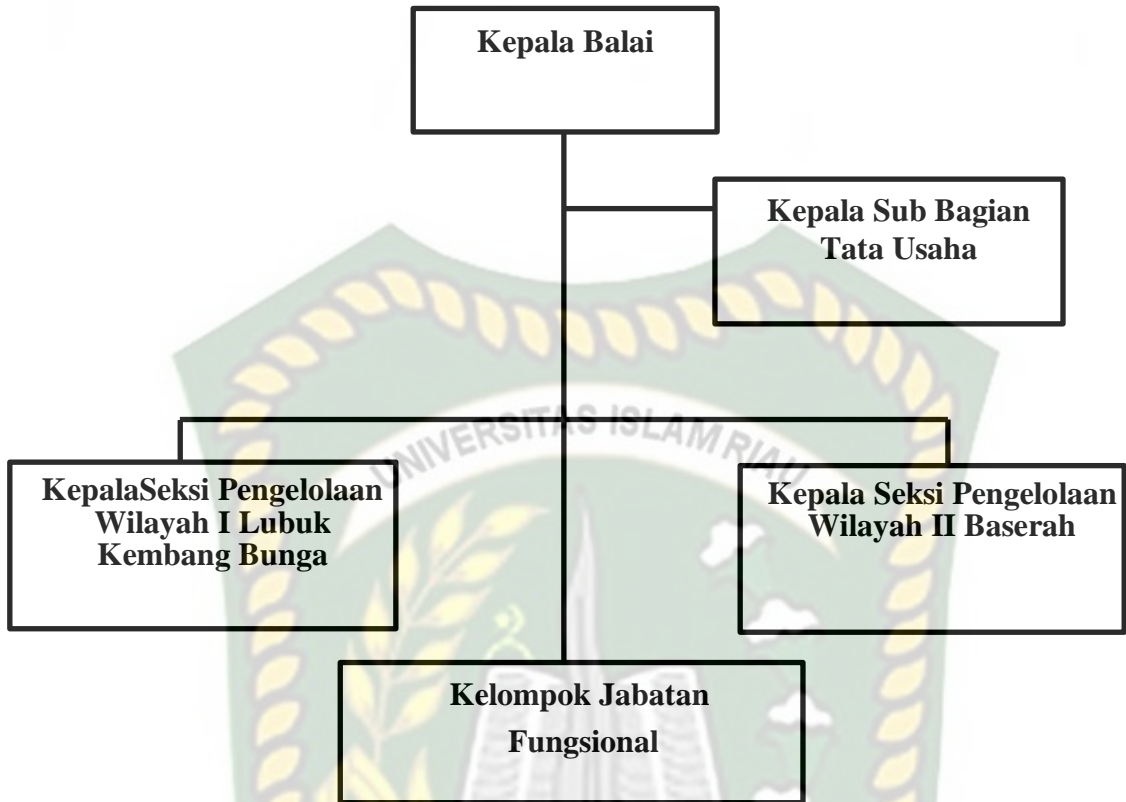 Kepala Balai
Kepala Sub Bagian
Tata Usaha
UNIVERSITAS ISLAM RIAU
KepalaSeksi Pengelolaan
Wilayah I Lubuk
Kembang Bunga
Kepala Seksi Pengelolaan
Wilayah II Baserah
Kelompok Jabatan
Fungsional